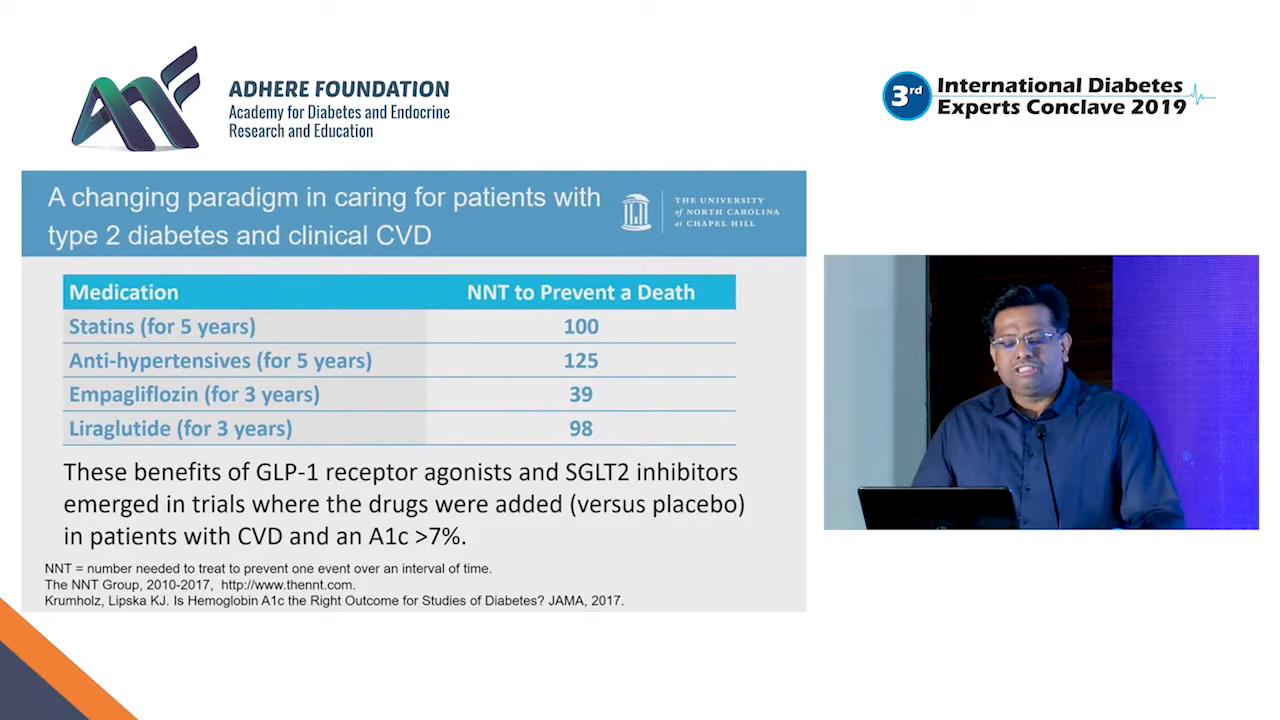 ADHERE FOUNDATION
Academy for Diabetes and Endocrine
Research and Education
3rd International Diabetes
Experts Conclave 2019
A changing paradigm in caring for patients with
type 2 diabetes and clinical CVD
THE UNIVERSITY
of NORTH CAROLINA
at CHAPEL HILL
Medication NNT to Prevent a Death
Statins (for 5 years) 100
Anti-hypertensives (for 5 years) 125
Empagliflozin (for 3 years) 39
Liraglutide (for 3 years) 98
These benefits of GLP-1 receptor agonists and SGLT2 inhibitors
emerged in trials where the drugs were added (versus placebo)
in patients with CVD and an A1c >7%.
NNT = number needed to treat to prevent one event over an interval of time.
The NNT Group, 2010-2017, http://www.thennt.com.
Krumholz, Lipska KJ. Is Hemoglobin A1c the Right Outcome for Studies of Diabetes? JAMA, 2017.